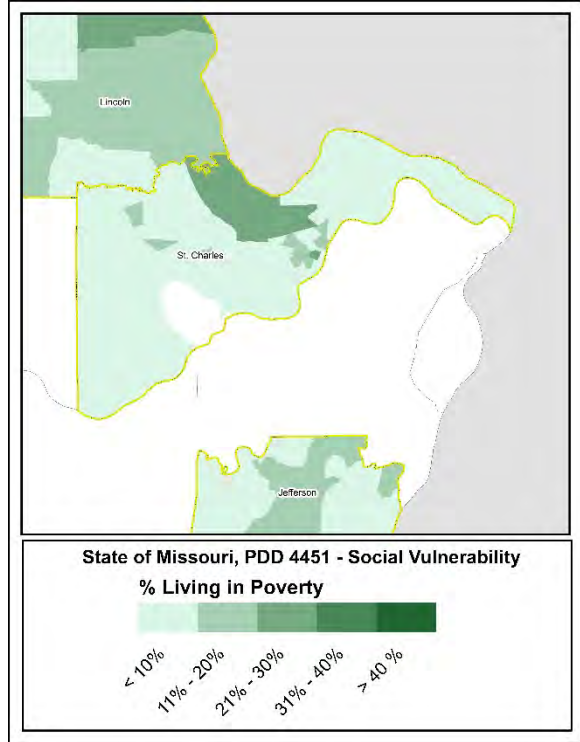 Lincoln
St. Charles
Jefferson
State of Missouri, PDD 4451 - Social Vulnerability
% Living in Poverty
< 10%
11% - 20%
21% - 30%
31% - 40%
> 40 %